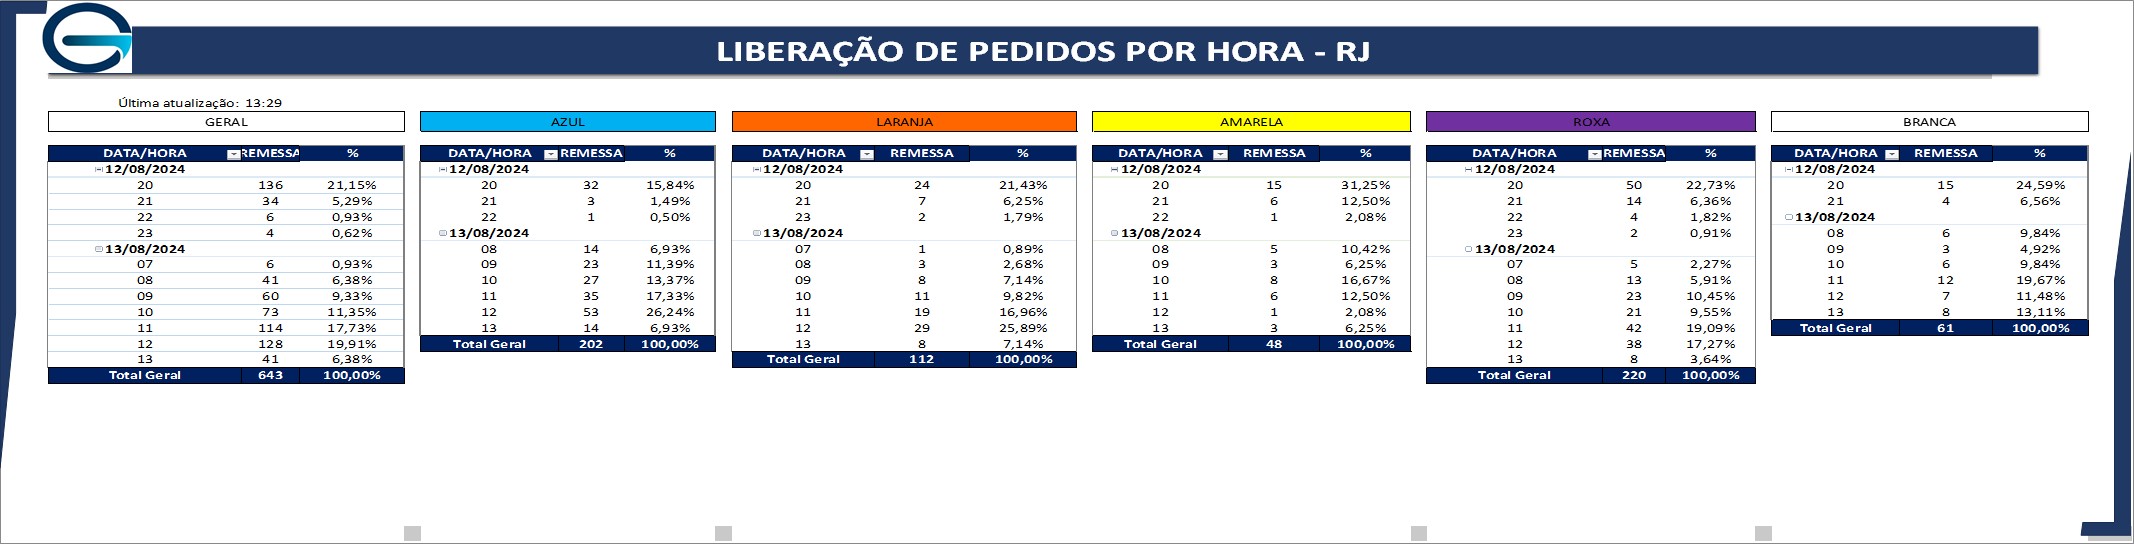 LIBERAÇÃO DE PEDIDOS POR HORA - RJ
Última atualização: 13:29
GERAL
DATA/HORA REMESSA %
12/08/2024
20 136 21,15%
21 34 5,29%
22 6 0,93%
23 4 0,62%
13/08/2024
07 6 0,93%
08 41 6,38%
09 60 9,33%
10 73 11,35%
11 114 17,73%
12 128 19,91%
13 41 6,38%
Total Geral 643 100,00%
AZUL
DATA/HORA REMESSA %
12/08/2024
20 32 15,84%
21 3 1,49%
22 1 0,50%
13/08/2024
08 14 6,93%
09 23 11,39%
10 27 13,37%
11 35 17,33%
12 53 26,24%
13 14 6,93%
Total Geral 202 100,00%
LARANJA
DATA/HORA REMESSA %
12/08/2024
20 24 21,43%
21 7 6,25%
23 2 1,79%
13/08/2024
07 1 0,89%
08 3 2,68%
09 8 7,14%
10 11 9,82%
11 19 16,96%
12 29 25,89%
13 8 7,14%
Total Geral 112 100,00%
AMARELA
DATA/HORA REMESSA %
12/08/2024
20 15 31,25%
21 6 12,50%
22 1 2,08%
13/08/2024
08 5 10,42%
09 3 6,25%
10 8 16,67%
11 6 12,50%
12 1 2,08%
13 3 6,25%
Total Geral 48 100,00%
ROXA
DATA/HORA REMESSA %
12/08/2024
20 50 22,73%
21 14 6,36%
22 4 1,82%
23 2 0,91%
13/08/2024
07 5 2,27%
08 13 5,91%
09 23 10,45%
10 21 9,55%
11 42 19,09%
12 38 17,27%
13 8 3,64%
Total Geral 220 100,00%
BRANCA
DATA/HORA REMESSA %
12/08/2024
20 15 24,59%
21 4 6,56%
13/08/2024
08 6 9,84%
09 3 4,92%
10 6 9,84%
11 12 19,67%
12 7 11,48%
13 8 13,11%
Total Geral 61 100,00%